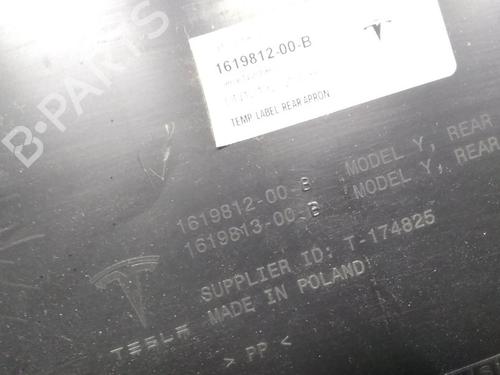 B-PARTS
1619812-00-B
TEMP LABEL REAR APRON
1619812-00-B MODEL Y, REAR
1619813-00-B MODEL Y, REAR
SUPPLIER ID: T-174825
MADE IN POLAND
TESLA
> PP <